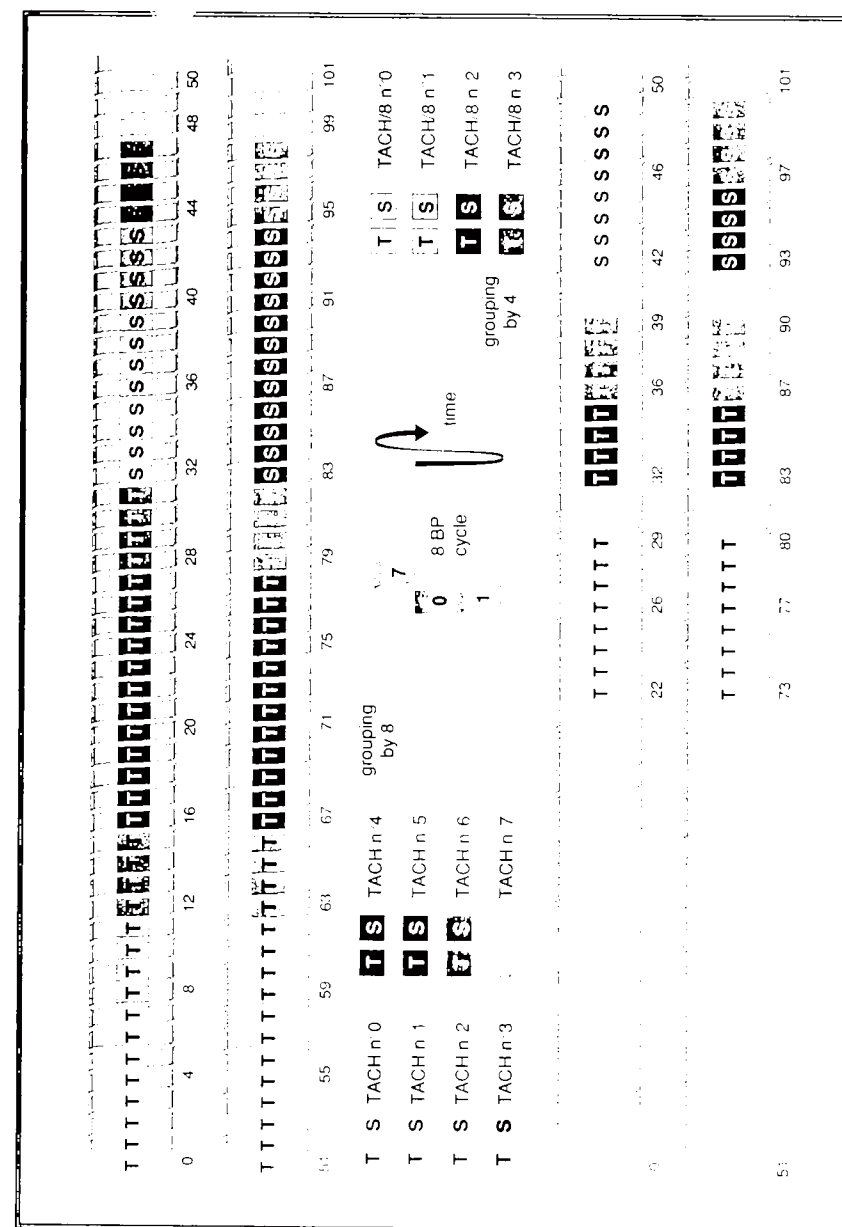 T T T T T T T T T T T T T T T T T T T T T T T T T T T T T T T T S S S S S S S S S S S S
0 4 8 12 16 20 24 28 32 36 40 44 48 50
T T T T T T T T T T T T T T T T T T T T T T T T T T T T S S S S S S S S S S S S S S S S
51 55 59 63 67 71 75 79 83 87 91 95 99 101
T S TACH n°0
T S TACH n°1
T S TACH n°2
T S TACH n°3
T S TACH n°4
T S TACH n°5
T S TACH n°6
TACH n°7
grouping
by 8
7
0
1
8 BP
cycle
time
grouping
by 4
T S TACH/8 n°0
T S TACH/8 n°1
T S TACH/8 n°2
T S TACH/8 n°3
T T T T T T T T T T T T S S S S S S S S
0 22 26 29 32 36 39 42 46 50
T T T T T T T T T T T T S S S S
51 73 77 80 83 87 90 93 97 101